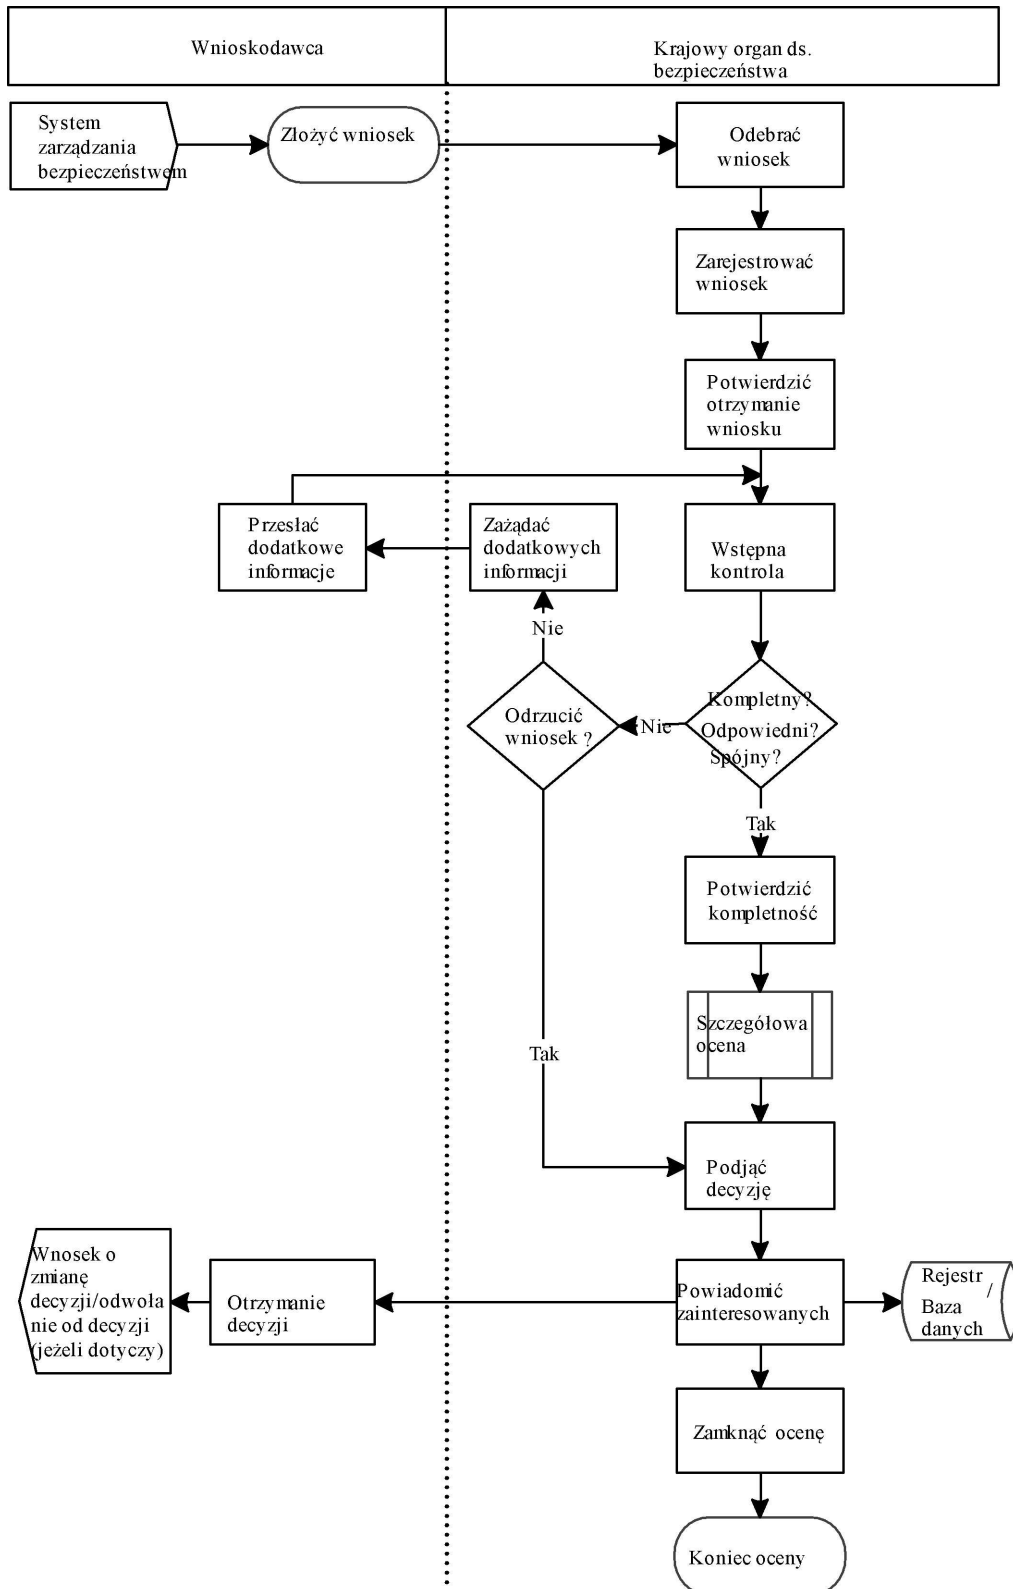 Wnioskodawca
Krajowy organ ds.
bezpieczeństwa
System
zarządzania
bezpieczeństwem
Złożyć wniosek
Odebrać
wniosek
Zarejestrować
wniosek
Potwierdzić
otrzymanie
wniosku
Przesłać
dodatkowe
informacje
Zażądać
dodatkowych
informacji
Wstępna
kontrola
Nie
Odrzucić
wniosek ?
Nie
Kompletny?
Odpowiedni?
Spójny?
Tak
Potwierdzić
kompletność
Szczegółowa
ocena
Tak
Podjąć
decyzję
Wnosek o
zmianę
decyzji/odwoła
nie od decyzji
(jeżeli dotyczy)
Otrzymanie
decyzji
Powiadomić
zainteresowanych
Rejestr
/
Baza
danych
Zamknąć ocenę
Koniec oceny